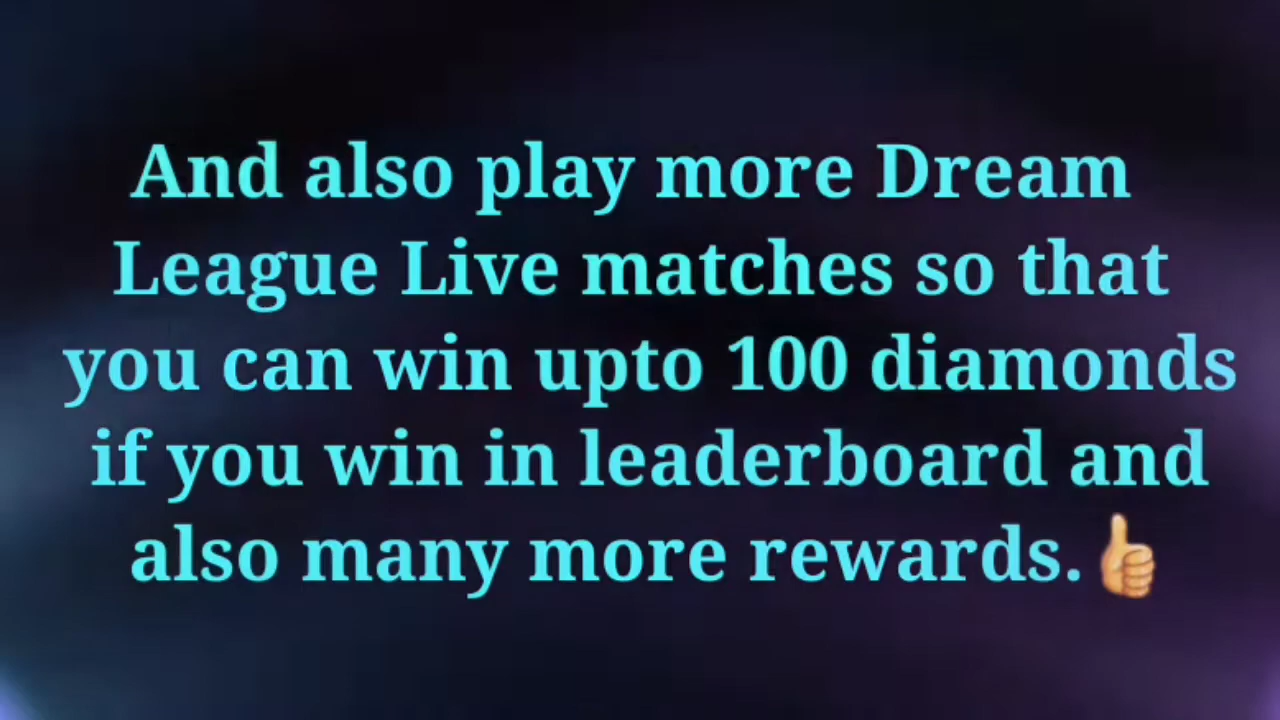 And also play more Dream
League Live matches so that
you can win upto 100 diamonds
if you win in leaderboard and
also many more rewards.👍